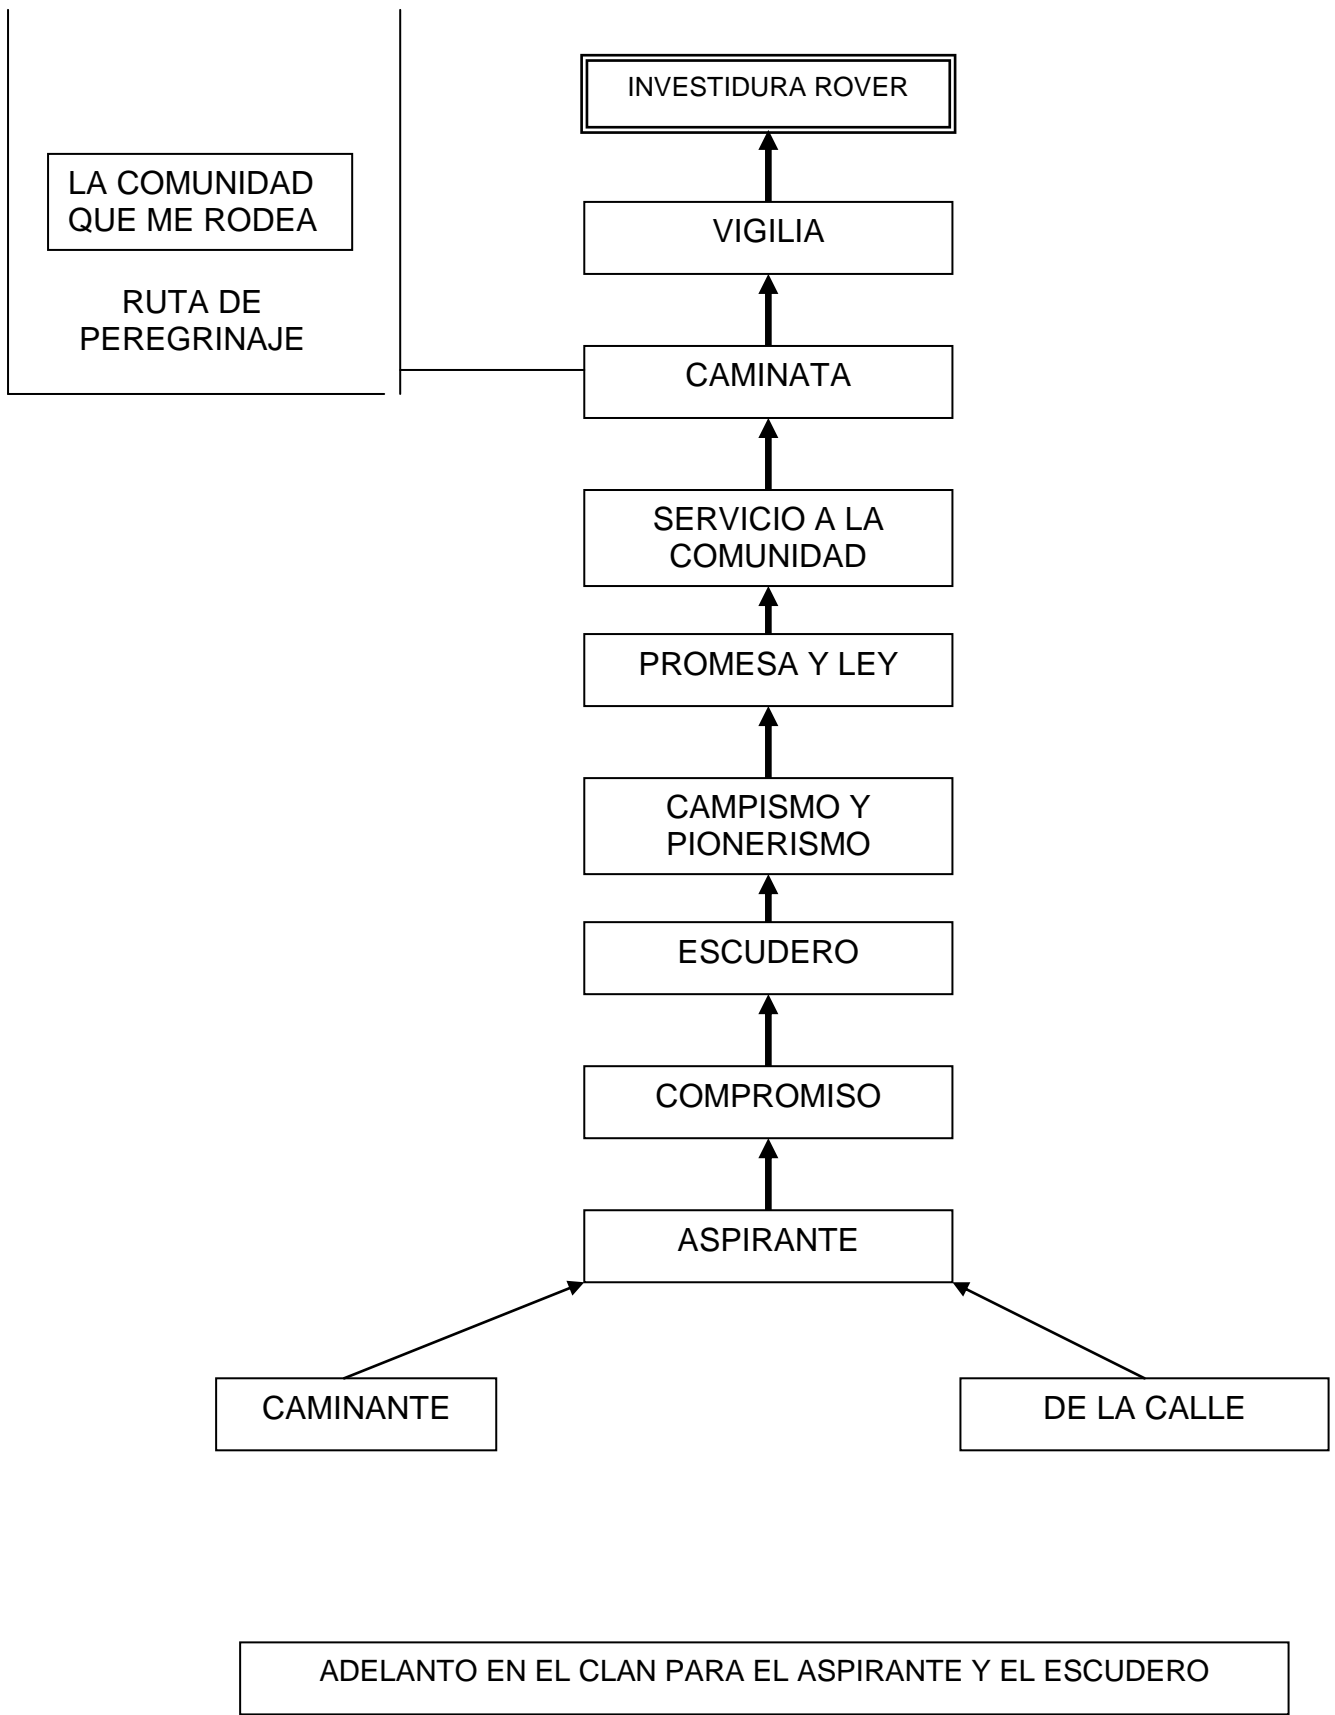 INVESTIDURA ROVER
LA COMUNIDAD
QUE ME RODEA
VIGILIA
RUTA DE
PEREGRINAJE
CAMINATA
SERVICIO A LA
COMUNIDAD
PROMESA Y LEY
CAMPISMO Y
PIONERISMO
ESCUDERO
COMPROMISO
ASPIRANTE
CAMINANTE
DE LA CALLE
ADELANTO EN EL CLAN PARA EL ASPIRANTE Y EL ESCUDERO